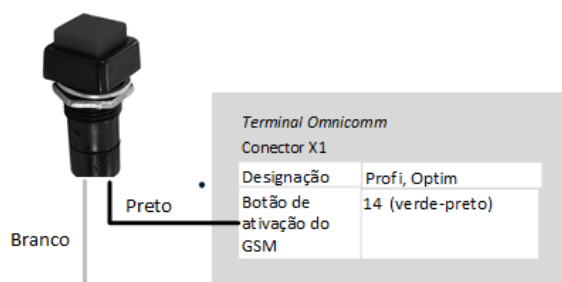 Terminal Omnicomm
Conector X1
Designação Profi, Optim
Botão de 14 (verde-preto)
ativação do
GSM
Preto
Branco